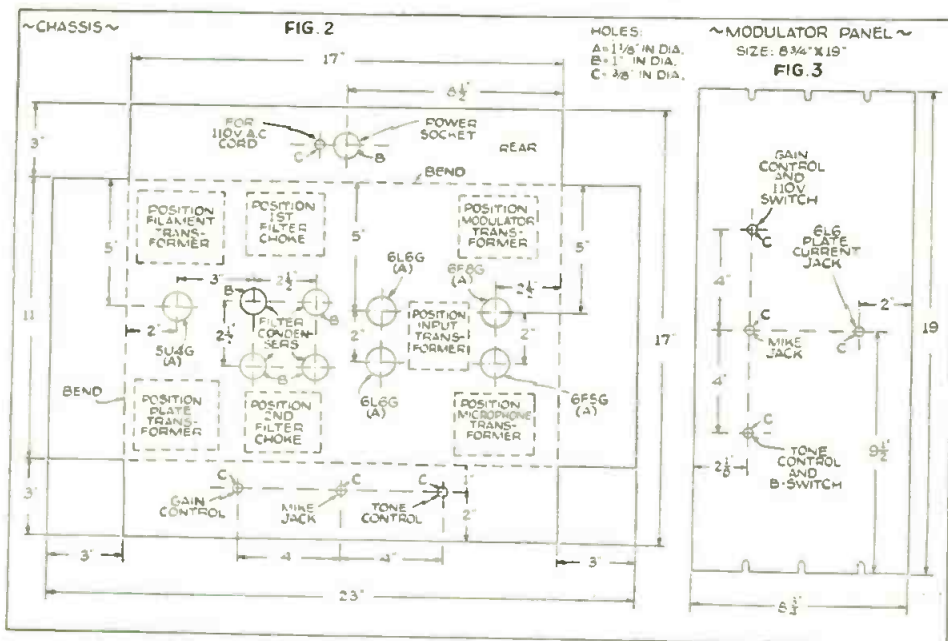 ~CHASSIS~
FIG. 2
HOLES:
A=1 1/8" IN DIA.
B=1" IN DIA.
C=3/8" IN DIA.
~MODULATOR PANEL~
SIZE: 8 3/4" X 19"
FIG. 3
17"
8 1/2"
3"
FOR
110V A.C
CORD
C
POWER
SOCKET
B
REAR
BEND
11
5"
POSITION
FILAMENT
TRANS-
FORMER
POSITION
1ST
FILTER
CHOKE
5"
POSITION
MODULATOR
TRANS-
FORMER
5"
3"
2 1/2"
6L6G
(A)
6F8G
(A)
2 1/2"
2"
5U4G
(A)
B
B
2 1/4"
FILTER
CONDEN-
SERS
B
2"
POSITION
INPUT
TRANS-
FORMER
2"
17"
BEND
6L6G
(A)
6F5G
(A)
POSITION
PLATE
TRANS-
FORMER
POSITION
2ND
FILTER
CHOKE
POSITION
MICROPHONE
TRANS-
FORMER
3"
C
GAIN
CONTROL
C
MIKE
JACK
C
TONE
CONTROL
1"
2"
3"
4
4"
3"
23"
GAIN
CONTROL
AND
110V
SWITCH
C
6L6
PLATE
CURRENT
JACK
4"
2"
C
MIKE
JACK
C
19
4"
C
2 1/8"
TONE
CONTROL
AND
B-SWITCH
9 1/2"
8 3/4"